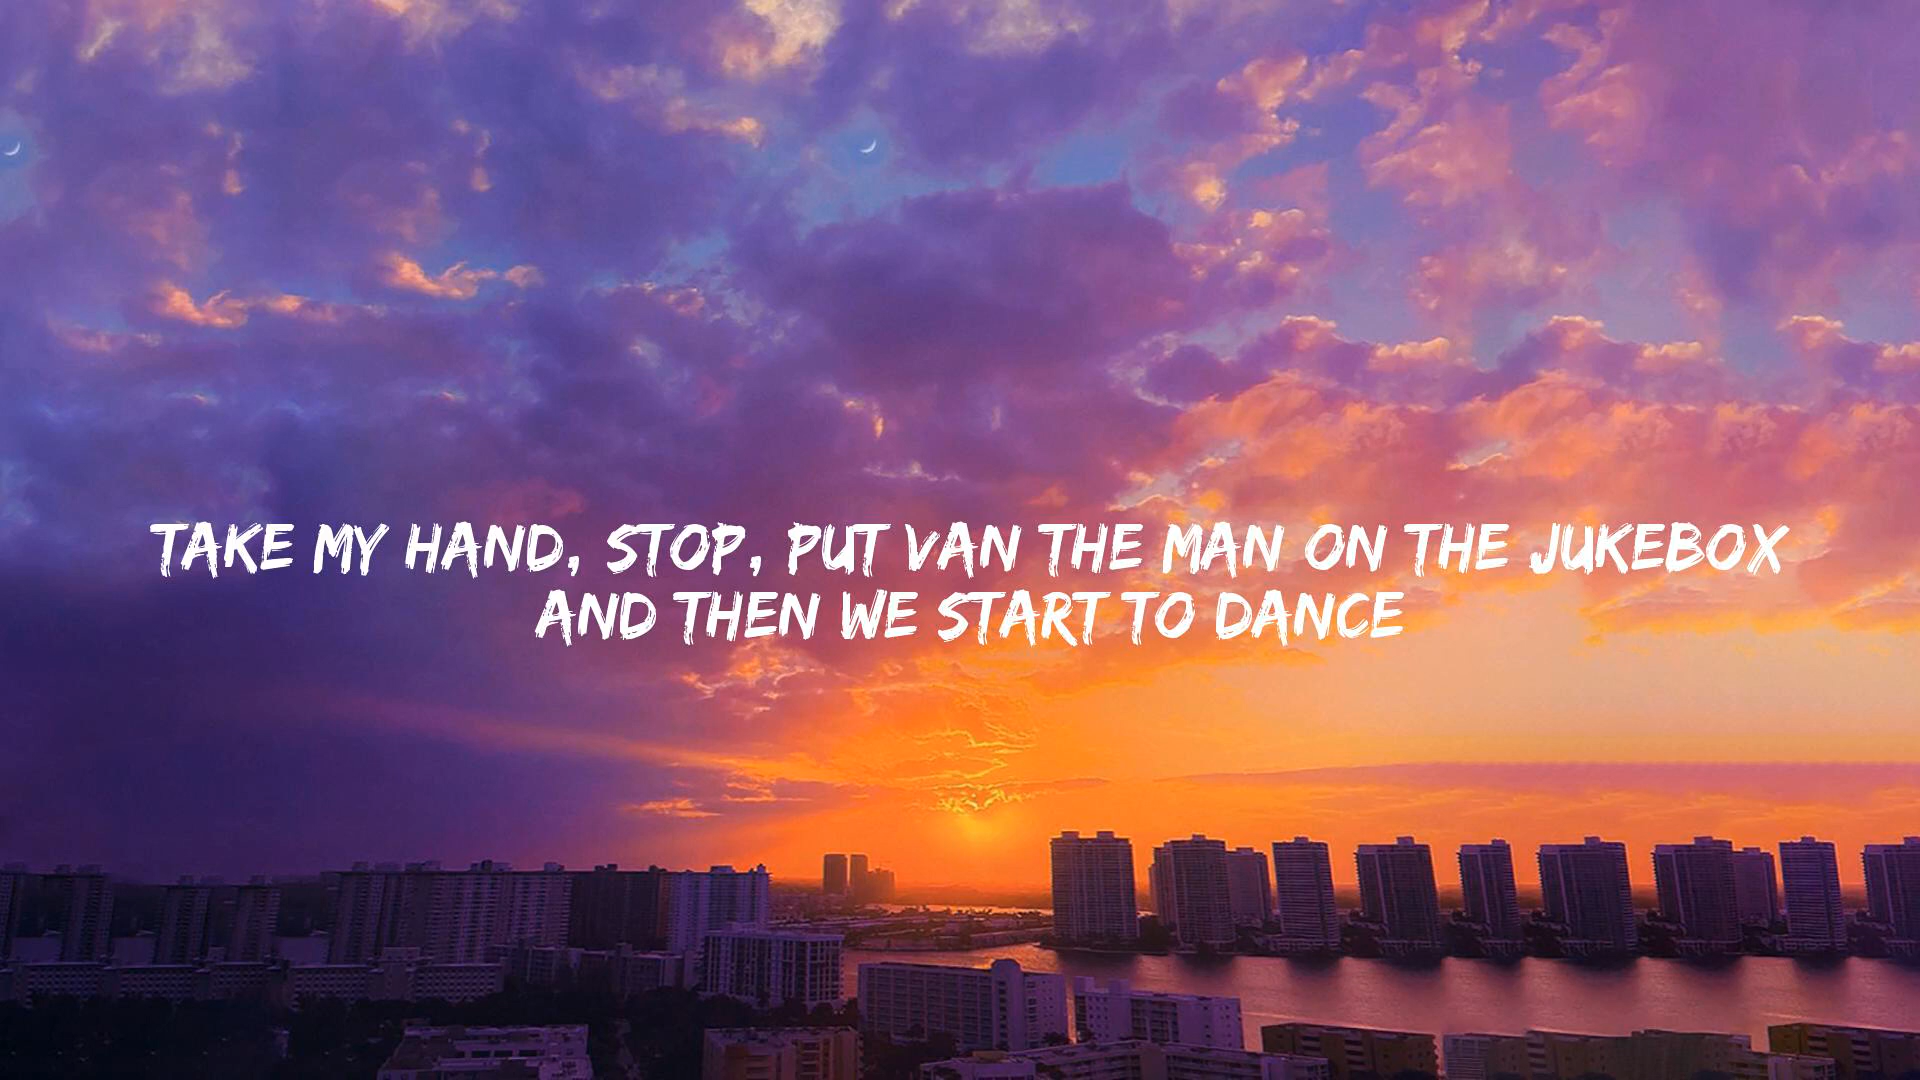 TAKE MY HAND, STOP, PUT VAN THE MAN ON THE JUKEBOX
AND THEN WE START TO DANCE